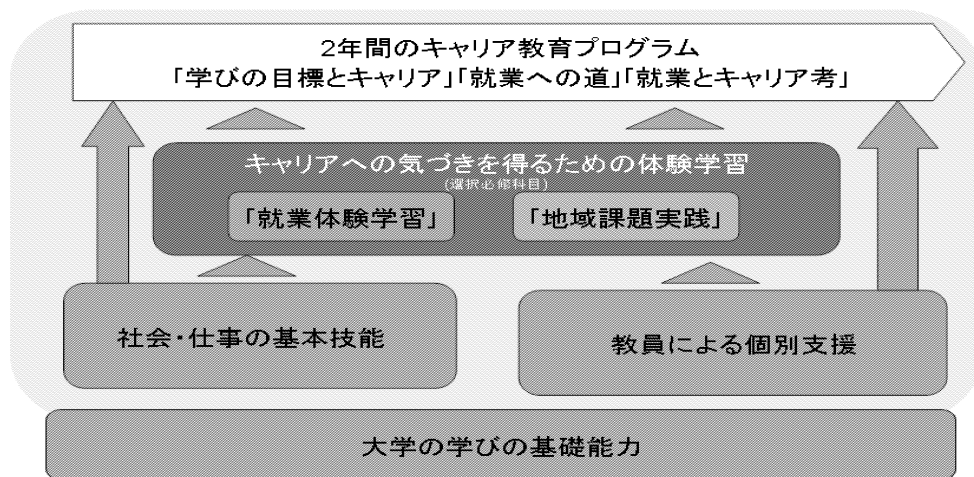 2年間のキャリア教育プログラム
「学びの目標とキャリア」「就業への道」「就業とキャリア考」
キャリアへの気づきを得るための体験学習
(選択必修科目)
「就業体験学習」
「地域課題実践」
社会・仕事の基本技能
教員による個別支援
大学の学びの基礎能力